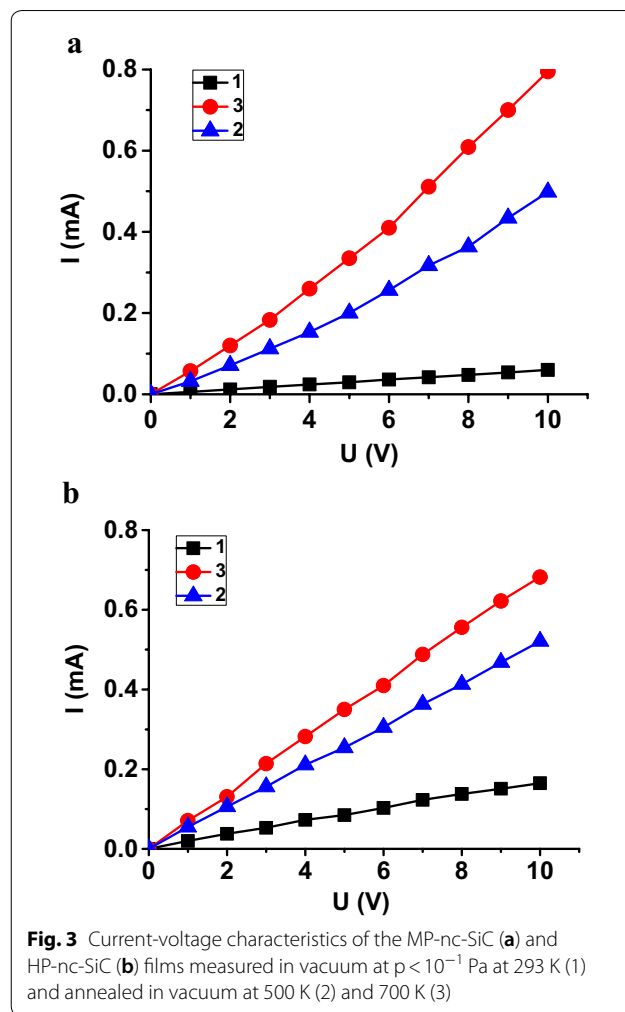 a
0.8
1
3
2
0.6
I (mA)
0.4
0.2
0.0
0 2 4 6 8 10
U (V)
b
0.8
1
3
2
0.6
I (mA)
0.4
0.2
0.0
0 2 4 6 8 10
U (V)
Fig. 3 Current-voltage characteristics of the MP-nc-SiC (a) and
HP-nc-SiC (b) films measured in vacuum at p < 10⁻¹ Pa at 293 K (1)
and annealed in vacuum at 500 K (2) and 700 K (3)